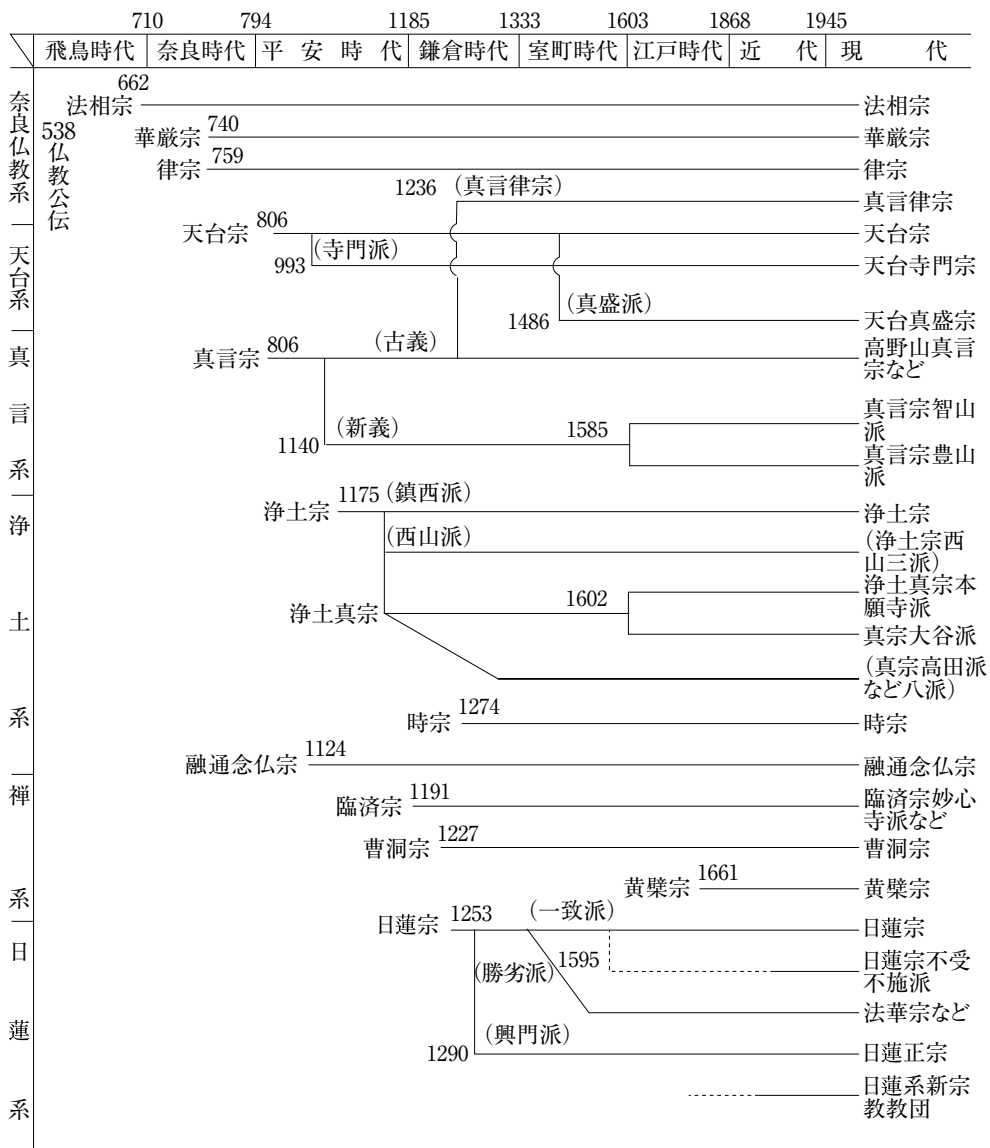 710 794 1185 1333 1603 1868 1945
飛鳥時代 奈良時代 平安時代 鎌倉時代 室町時代 江戸時代 近代 現代
奈良仏教系
538
仏教公伝
662
法相宗 法相宗
華厳宗 740 華厳宗
律宗 759 律宗
1236 (真言律宗)
真言律宗
天台系
天台宗 806 天台宗
(寺門派)
993 天台寺門宗
(真盛派)
1486 天台真盛宗
真言系
真言宗 806 (古義) 高野山真言
宗など
(新義)
1140 1585
真言宗智山
派
真言宗豊山
派
浄土系
浄土宗 1175 (鎮西派) 浄土宗
(西山派) (浄土宗西
山三派)
浄土真宗 1602
浄土真宗本
願寺派
真宗大谷派
(真宗高田派
など八派)
時宗 1274 時宗
融通念仏宗 1124 融通念仏宗
禅系
臨済宗 1191 臨済宗妙心
寺派など
曹洞宗 1227 曹洞宗
黄檗宗 1661 黄檗宗
日蓮系
日蓮宗 1253 (一致派) 日蓮宗
(勝劣派) 1595 日蓮宗不受
不施派
法華宗など
(興門派)
1290 日蓮正宗
日蓮系新宗
教教団